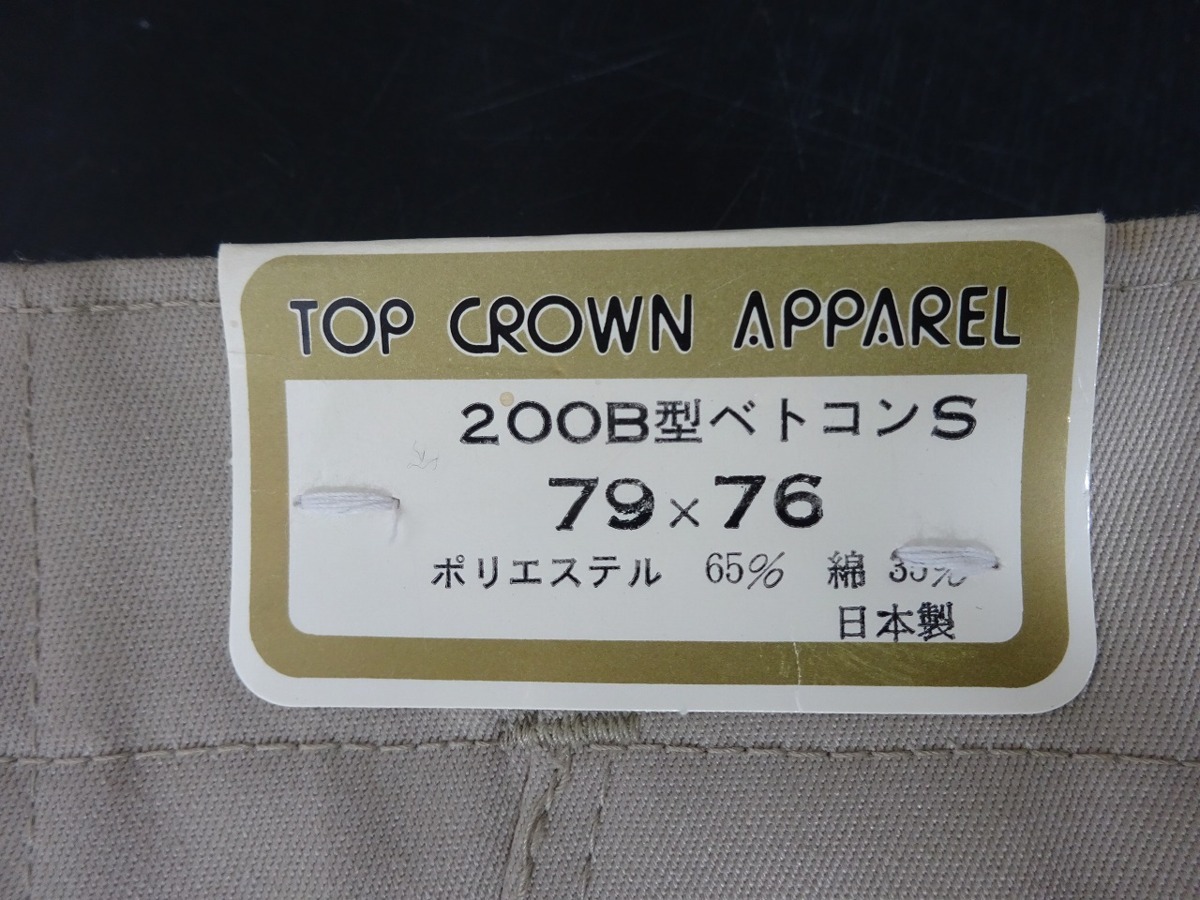 TOP CROWN APPAREL
200B型ベトコンS
79×76
ポリエステル 65% 綿 35%
日本製